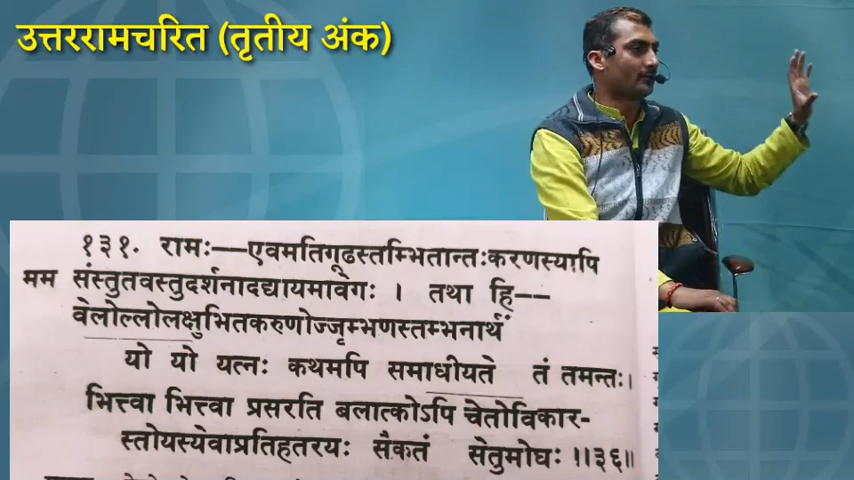 उत्तररामचरित (तृतीय अंक)
१३१. रामः—एवमतिगूढस्तम्भितान्तःकरणस्यापि
मम संस्तुतवस्तुदर्शनादद्यायमावेगः । तथा हि--
वेलोल्लोलक्षुभितकरुणोज्जृम्भणस्तम्भनार्थं
यो यो यत्नः कथमपि समाधीयते तं तमन्तः।
भित्त्वा भित्त्वा प्रसरति बलात्कोऽपि चेतोविकार-
स्तोयस्येवाप्रतिहतरयः सैकतं सेतुमोघः ॥३६॥